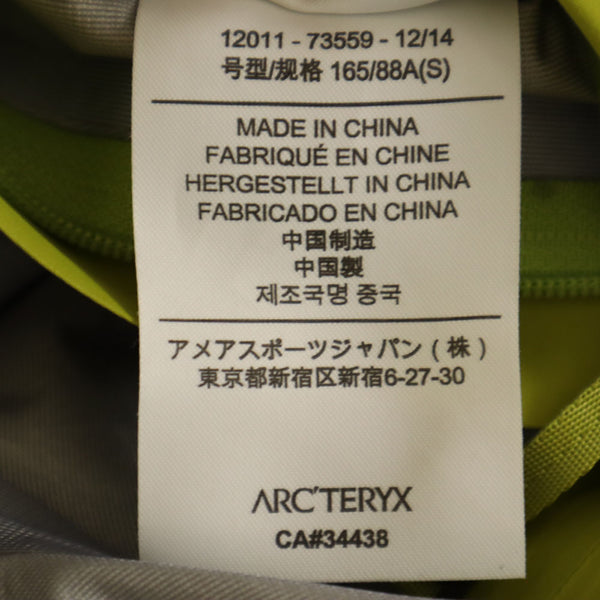 12011 - 73559 - 12/14
号型/规格 165/88A(S)
MADE IN CHINA
FABRIQUÉ EN CHINE
HERGESTELLT IN CHINA
FABRICADO EN CHINA
中国制造
中国製
제조국명 중국
アメアスポーツジャパン ( 株 )
東京都新宿区新宿6-27-30
ARC'TERYX
CA#34438